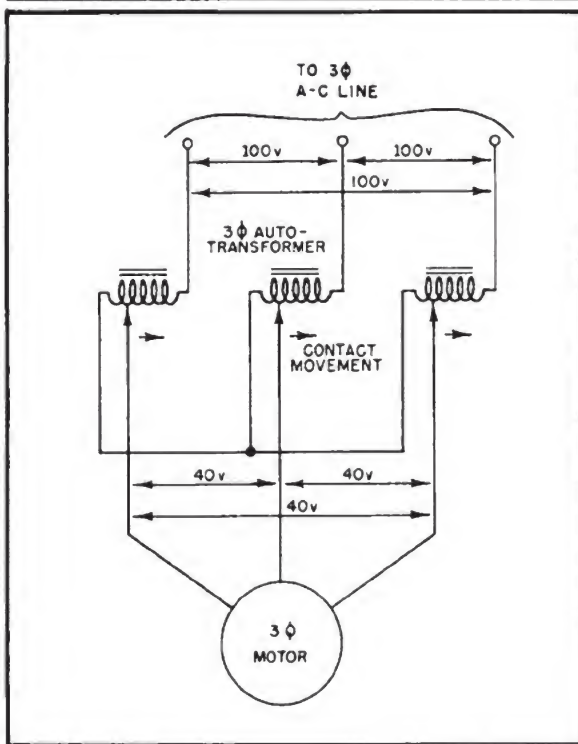 TO 3ϕ
A-C LINE
100v
100v
100v
3ϕ AUTO-
TRANSFORMER
CONTACT
MOVEMENT
40v
40v
40v
3ϕ
MOTOR